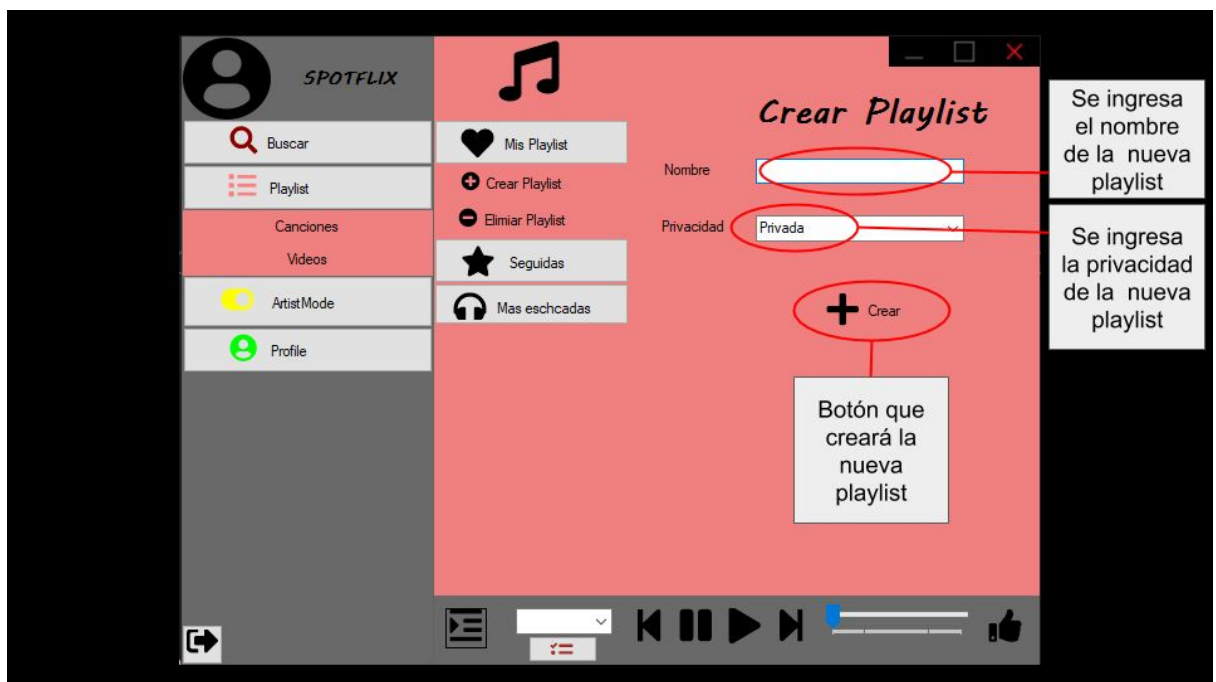 SPOTFLIX
Buscar
Playlist
Canciones
Videos
ArtistMode
Profile
Mis Playlist
Crear Playlist
Elimiar Playlist
Seguidas
Mas eschcadas
Crear Playlist
Nombre
Privacidad
Privada
Crear
Se ingresa
el nombre
de la nueva
playlist
Se ingresa
la privacidad
de la nueva
playlist
Botón que
creará la
nueva
playlist